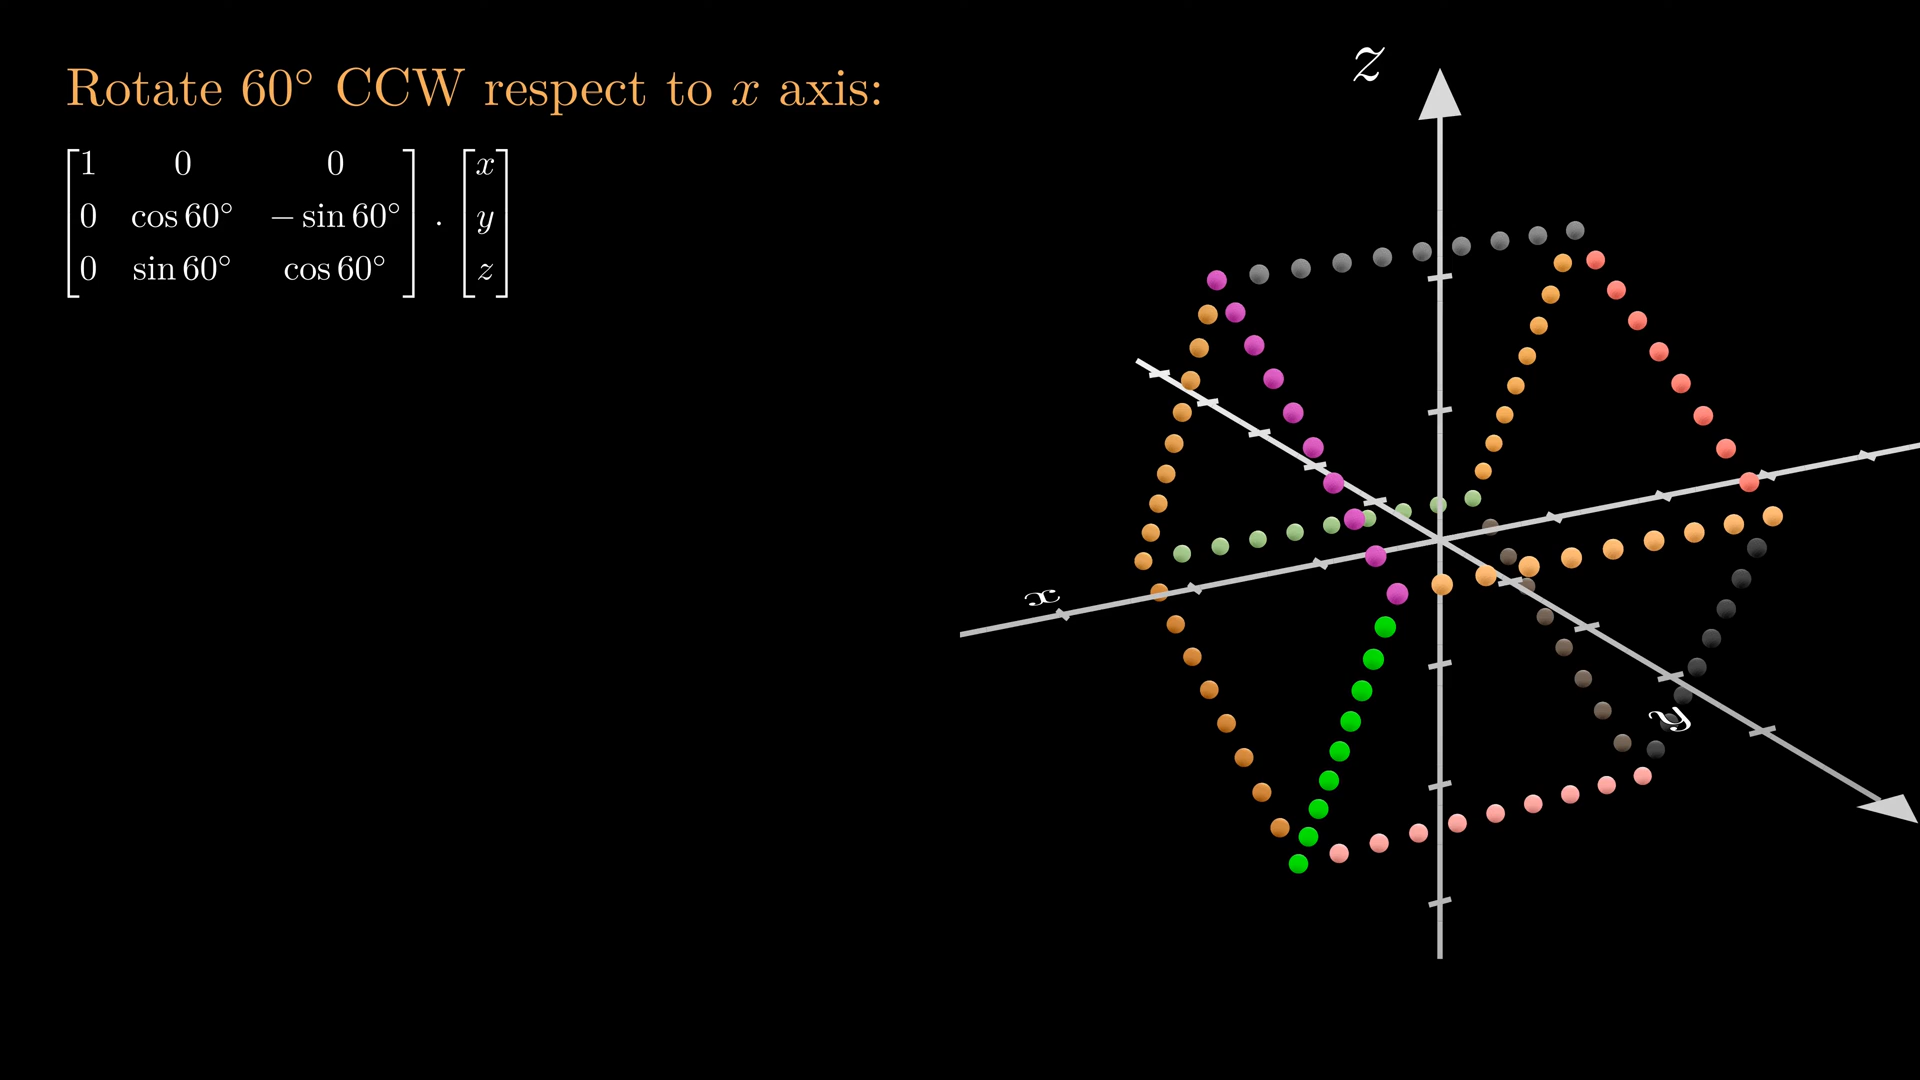 Rotate 60° CCW respect to x axis:
[1 0 0] [x]
[0 cos 60° − sin 60°] · [y]
[0 sin 60° cos 60°] [z]
z
x
y